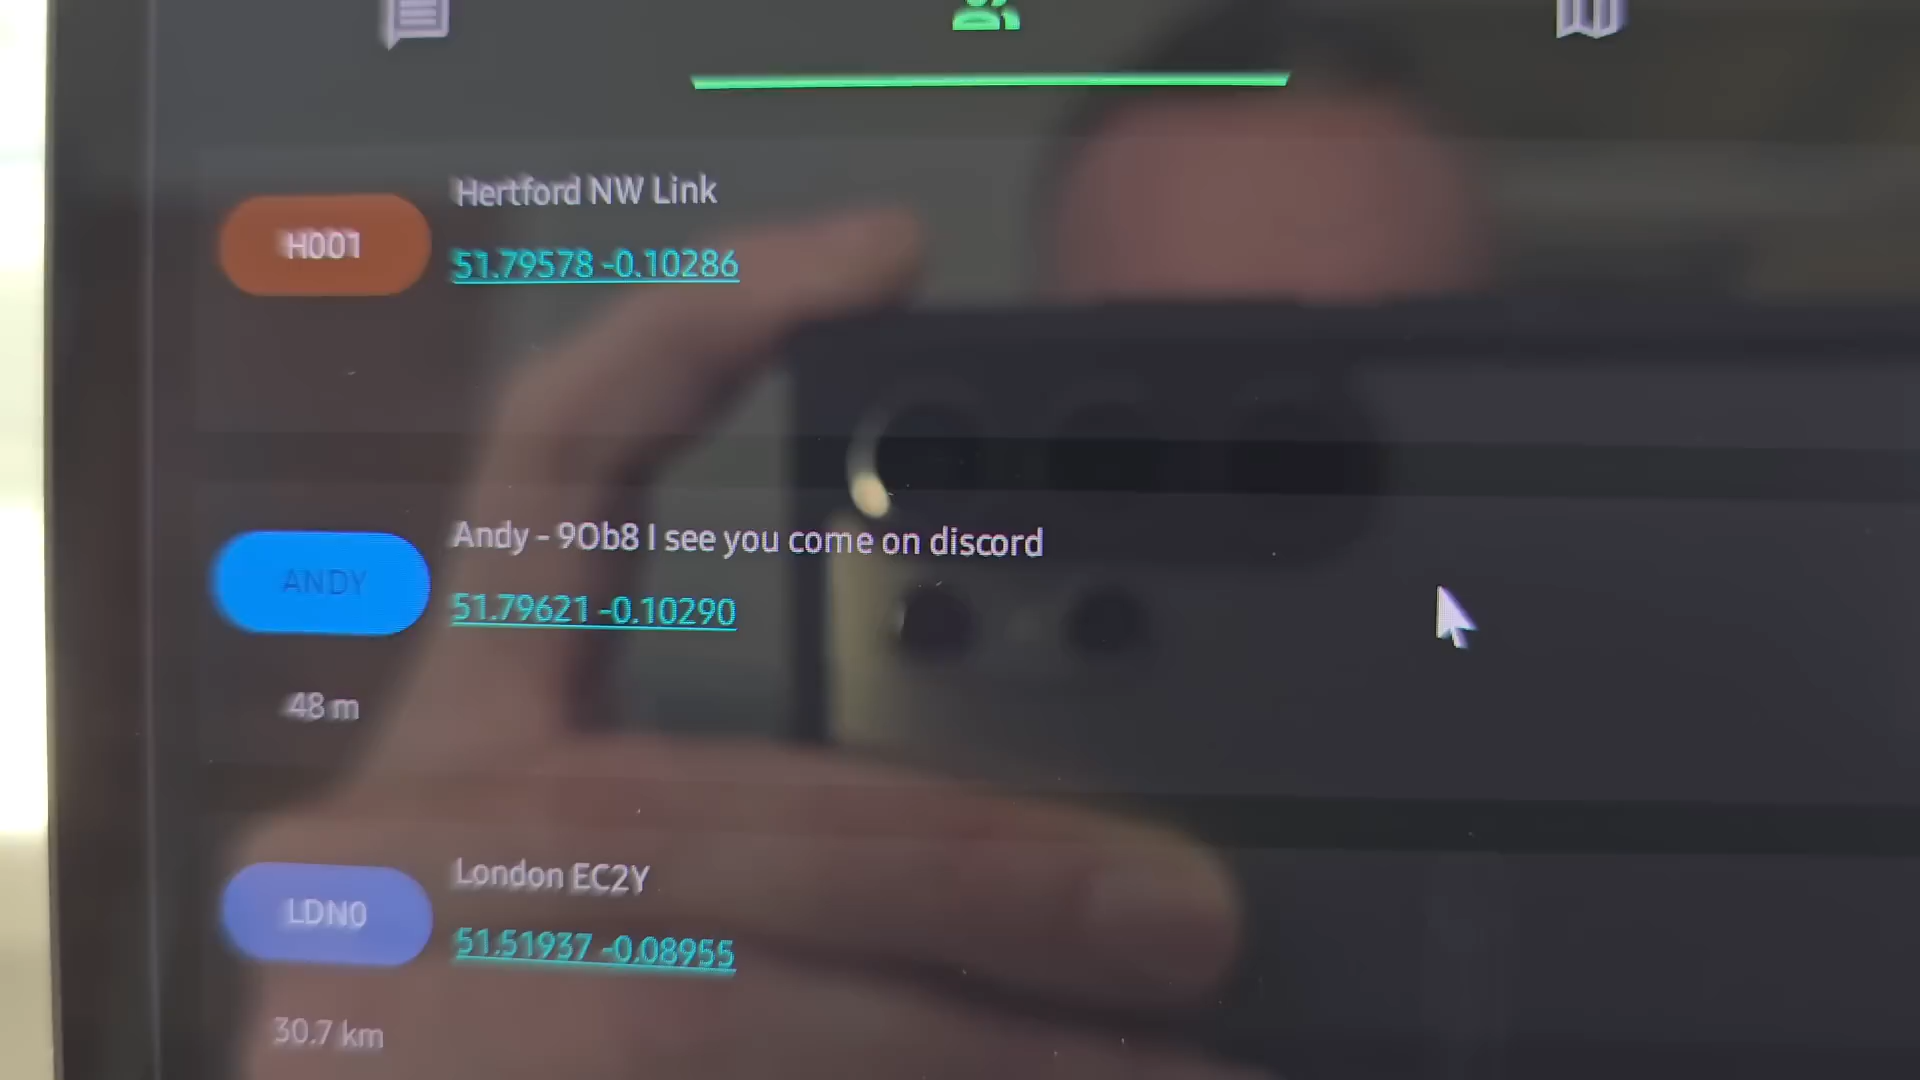 Hertford NW Link
H001
51.79578 -0.10286
Andy - 9Ob8 I see you come on discord
ANDY
51.79621 -0.10290
48 m
London EC2Y
LDN0
51.51937 -0.08955
30.7 km